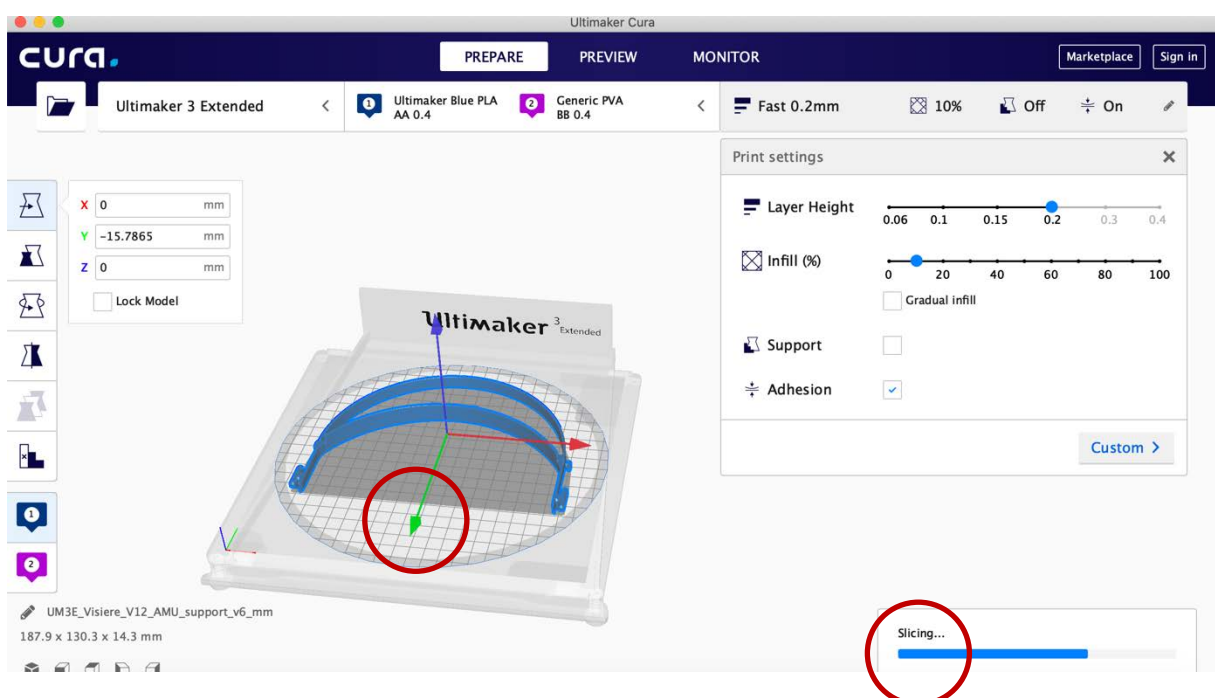 Ultimaker Cura
cura.
PREPARE PREVIEW MONITOR
Marketplace Sign in
Ultimaker 3 Extended
1 Ultimaker Blue PLA
AA 0.4
2 Generic PVA
BB 0.4
Fast 0.2mm 10% Off On
Print settings
X 0 mm
Y -15.7865 mm
Z 0 mm
Lock Model
Layer Height
0.06 0.1 0.15 0.2 0.3 0.4
Infill (%)
0 20 40 60 80 100
Gradual infill
Support
Adhesion
Custom
Ultimaker 3 Extended
1
2
UM3E_Visiere_V12_AMU_support_v6_mm
187.9 x 130.3 x 14.3 mm
Slicing...